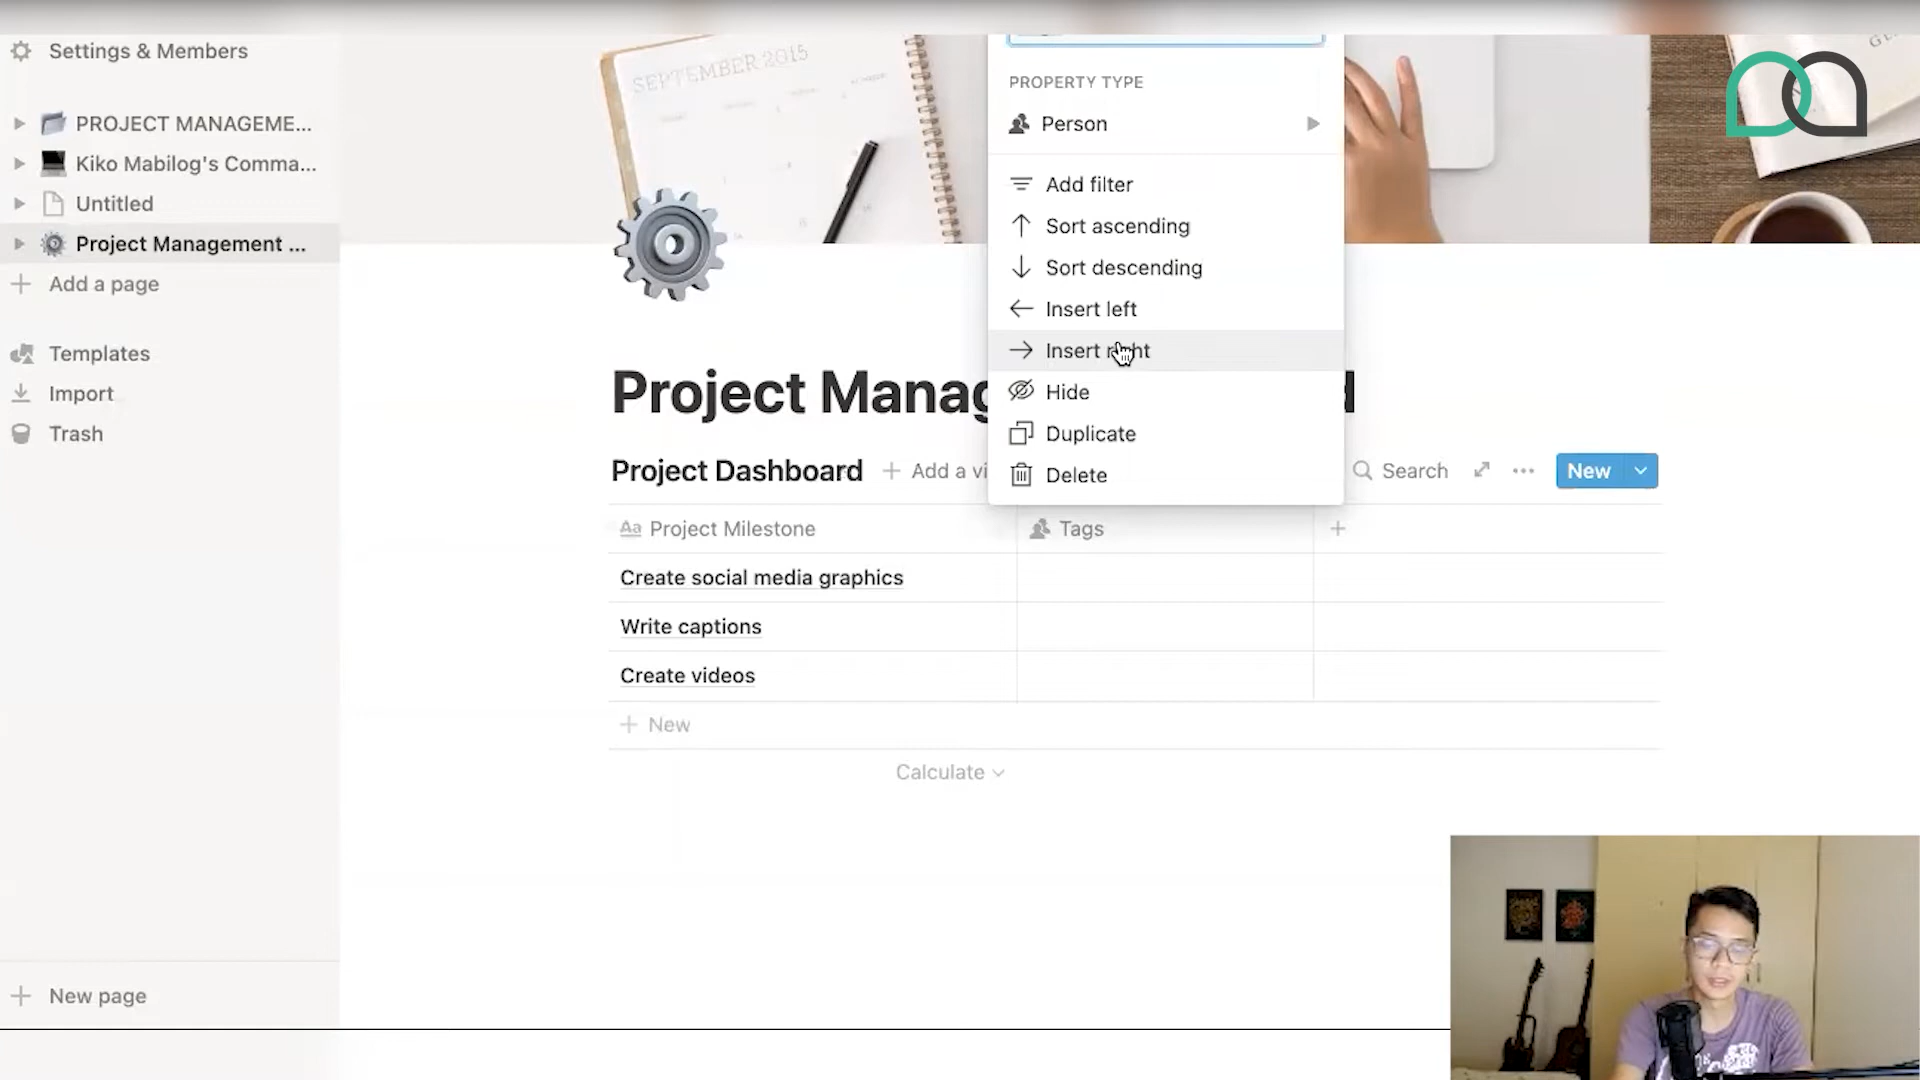 Settings & Members
PROJECT MANAGEME...
Kiko Mabilog's Comma...
Untitled
Project Management ...
Add a page
Templates
Import
Trash
New page
SEPTEMBER 2015
PROPERTY TYPE
Person
Add filter
Sort ascending
Sort descending
Insert left
Insert right
Hide
Duplicate
Delete
Project Manag
d
Project Dashboard
Add a vi
Search
New
Aa Project Milestone
Tags
Create social media graphics
Write captions
Create videos
New
Calculate